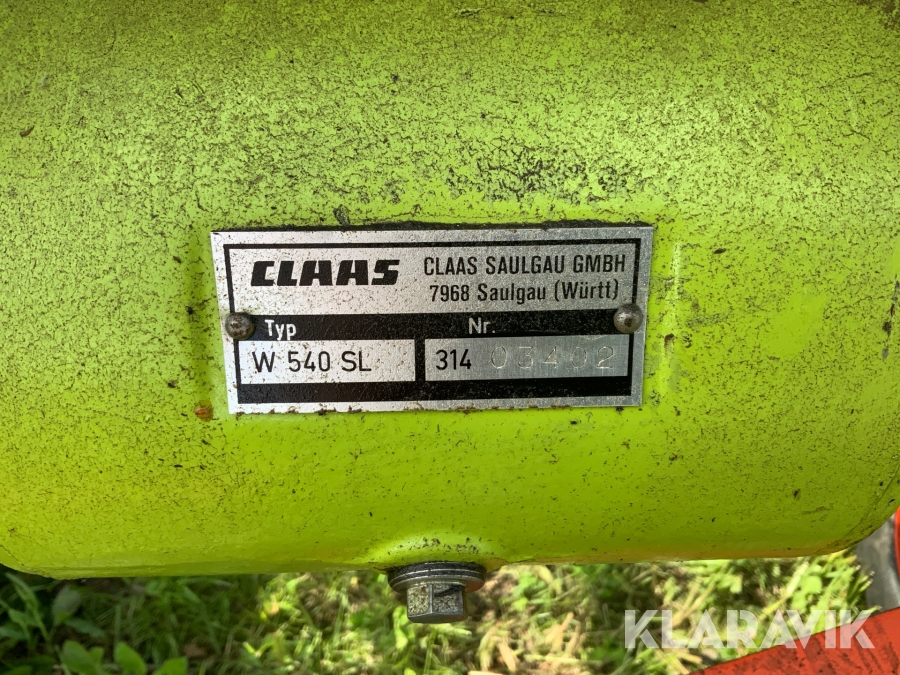 CLAAS
CLAAS SAULGAU GMBH
7968 Saulgau (Württ)
Typ Nr.
W 540 SL 314 03402
KLARAVIK